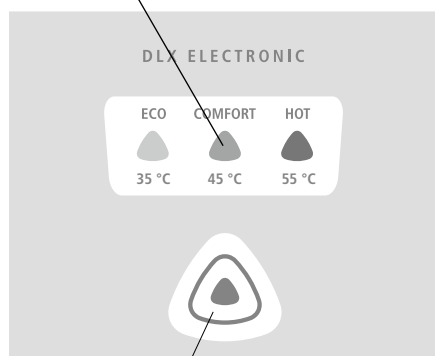 DLX ELECTRONIC
ECO COMFORT HOT
35 °C 45 °C 55 °C